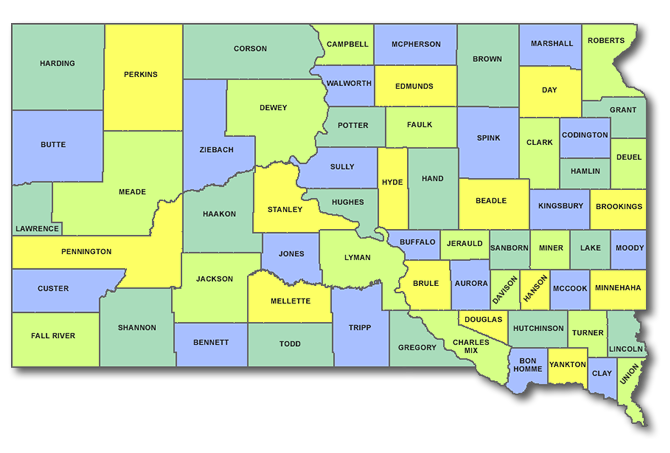 HARDING
PERKINS
CORSON
CAMPBELL
MCPHERSON
BROWN
MARSHALL
ROBERTS
WALWORTH
EDMUNDS
DAY
DEWEY
GRANT
BUTTE
ZIEBACH
POTTER
FAULK
SPINK
CLARK
CODINGTON
DEUEL
SULLY
HAMLIN
MEADE
HYDE
HAND
HAAKON
STANLEY
HUGHES
BEADLE
KINGSBURY
BROOKINGS
LAWRENCE
PENNINGTON
JONES
LYMAN
BUFFALO
JERAULD
SANBORN
MINER
LAKE
MOODY
CUSTER
JACKSON
BRULE
AURORA
DAVISON
HANSON
MCCOOK
MINNEHAHA
MELLETTE
FALL RIVER
SHANNON
BENNETT
TODD
TRIPP
GREGORY
CHARLES
MIX
DOUGLAS
HUTCHINSON
TURNER
LINCOLN
BON
HOMME
YANKTON
CLAY
UNION